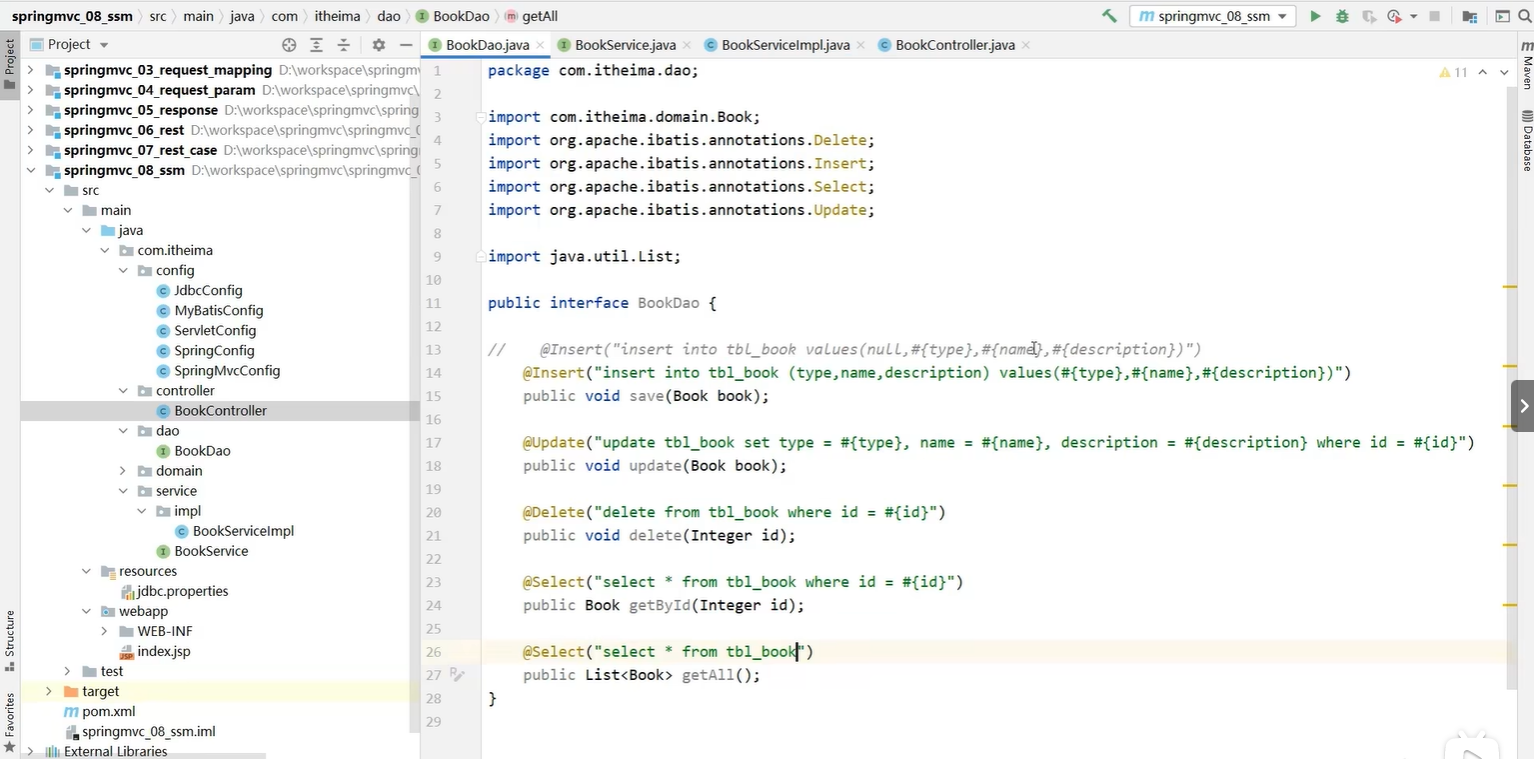 springmvc_08_ssm src main java com itheima dao BookDao getAll springmvc_08_ssm
Project
BookDao.java BookService.java BookServiceImpl.java BookController.java
springmvc_03_request_mapping D:\workspace\springmv
springmvc_04_request_param D:\workspace\springmvc\
springmvc_05_response D:\workspace\springmvc\spring
springmvc_06_rest D:\workspace\springmvc\springmvc_0
springmvc_07_rest_case D:\workspace\springmvc\spring
springmvc_08_ssm D:\workspace\springmvc\springmvc_0
src
main
java
com.itheima
config
JdbcConfig
MyBatisConfig
ServletConfig
SpringConfig
SpringMvcConfig
controller
BookController
dao
BookDao
domain
service
impl
BookServiceImpl
BookService
resources
jdbc.properties
webapp
WEB-INF
index.jsp
test
target
pom.xml
springmvc_08_ssm.iml
External Libraries
Project
Structure
Favorites
1 package com.itheima.dao;
2
3 import com.itheima.domain.Book;
4 import org.apache.ibatis.annotations.Delete;
5 import org.apache.ibatis.annotations.Insert;
6 import org.apache.ibatis.annotations.Select;
7 import org.apache.ibatis.annotations.Update;
8
9 import java.util.List;
10
11 public interface BookDao {
12
13 // @Insert("insert into tbl_book values(null,#{type},#{name},#{description})")
14 @Insert("insert into tbl_book (type,name,description) values(#{type},#{name},#{description})")
15 public void save(Book book);
16
17 @Update("update tbl_book set type = #{type}, name = #{name}, description = #{description} where id = #{id}")
18 public void update(Book book);
19
20 @Delete("delete from tbl_book where id = #{id}")
21 public void delete(Integer id);
22
23 @Select("select * from tbl_book where id = #{id}")
24 public Book getById(Integer id);
25
26 @Select("select * from tbl_book")
27 public List<Book> getAll();
28 }
29
11
Maven
Database